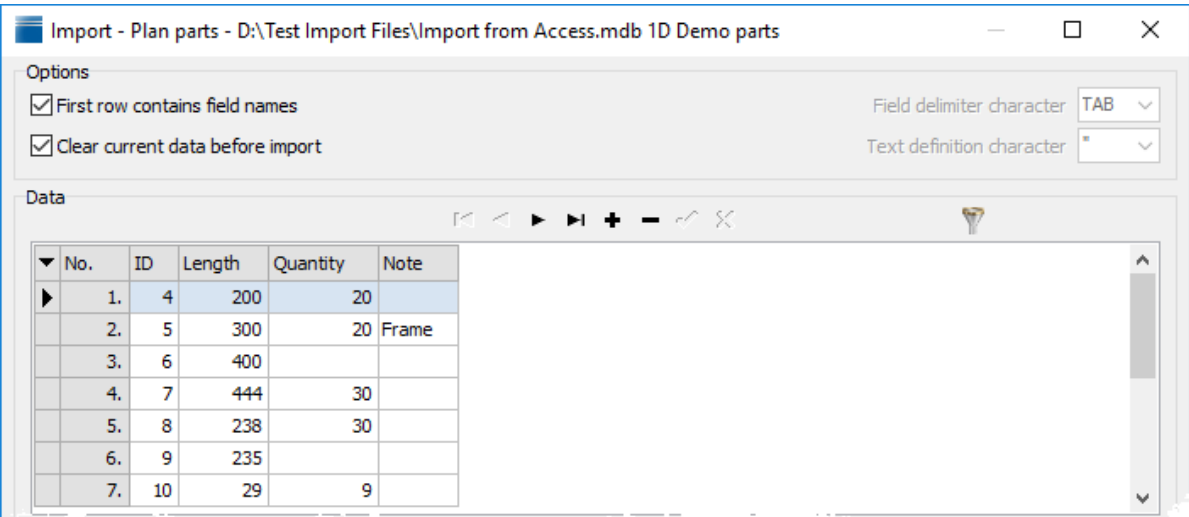 Import - Plan parts - D:\Test Import Files\Import from Access.mdb 1D Demo parts
Options
First row contains field names Field delimiter character TAB
Clear current data before import Text definition character "
Data
No. ID Length Quantity Note
1. 4 200 20
2. 5 300 20 Frame
3. 6 400
4. 7 444 30
5. 8 238 30
6. 9 235
7. 10 29 9